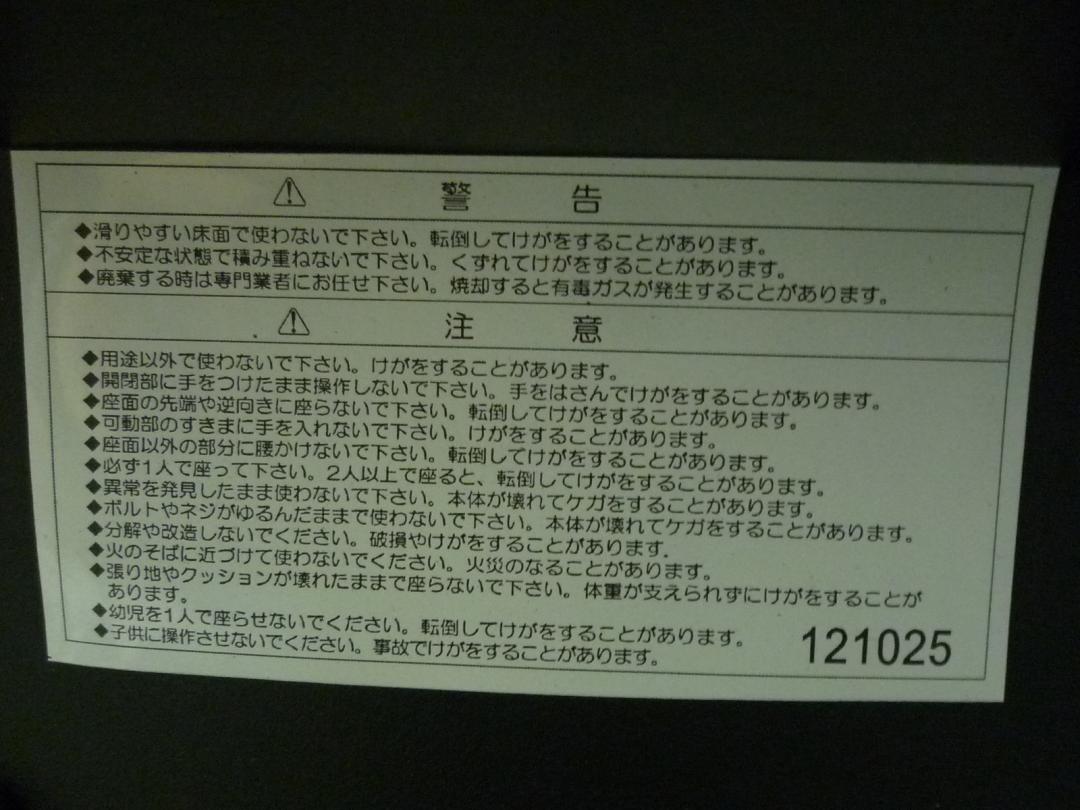 ⚠ 警告
◆滑りやすい床面で使わないで下さい。転倒してけがをすることがあります。
◆不安定な状態で積み重ねないで下さい。くずれてけがをすることがあります。
◆廃棄する時は専門業者にお任せ下さい。焼却すると有毒ガスが発生することがあります。
⚠ 注意
◆用途以外で使わないで下さい。けがをすることがあります。
◆開閉部に手をつけたまま操作しないで下さい。手をはさんでけがをすることがあります。
◆座面の先端や逆向きに座らないで下さい。転倒してけがをすることがあります。
◆可動部のすきまに手を入れないで下さい。けがをすることがあります。
◆座面以外の部分に腰かけないで下さい。転倒してけがをすることがあります。
◆必ず1人で座って下さい。2人以上で座ると、転倒してけがをすることがあります。
◆異常を発見したまま使わないで下さい。本体が壊れてケガをすることがあります。
◆ボルトやネジがゆるんだままで使わないで下さい。本体が壊れてケガをすることがあります。
◆分解や改造しないでください。破損やけがをすることがあります.
◆火のそばに近づけて使わないでください。火災のなることがあります。
◆張り地やクッションが壊れたままで座らないで下さい。体重が支えられずにけがをすることが
あります。
◆幼児を1人で座らせないでください。転倒してけがをすることがあります。
◆子供に操作させないでください。事故でけがをすることがあります。
121025